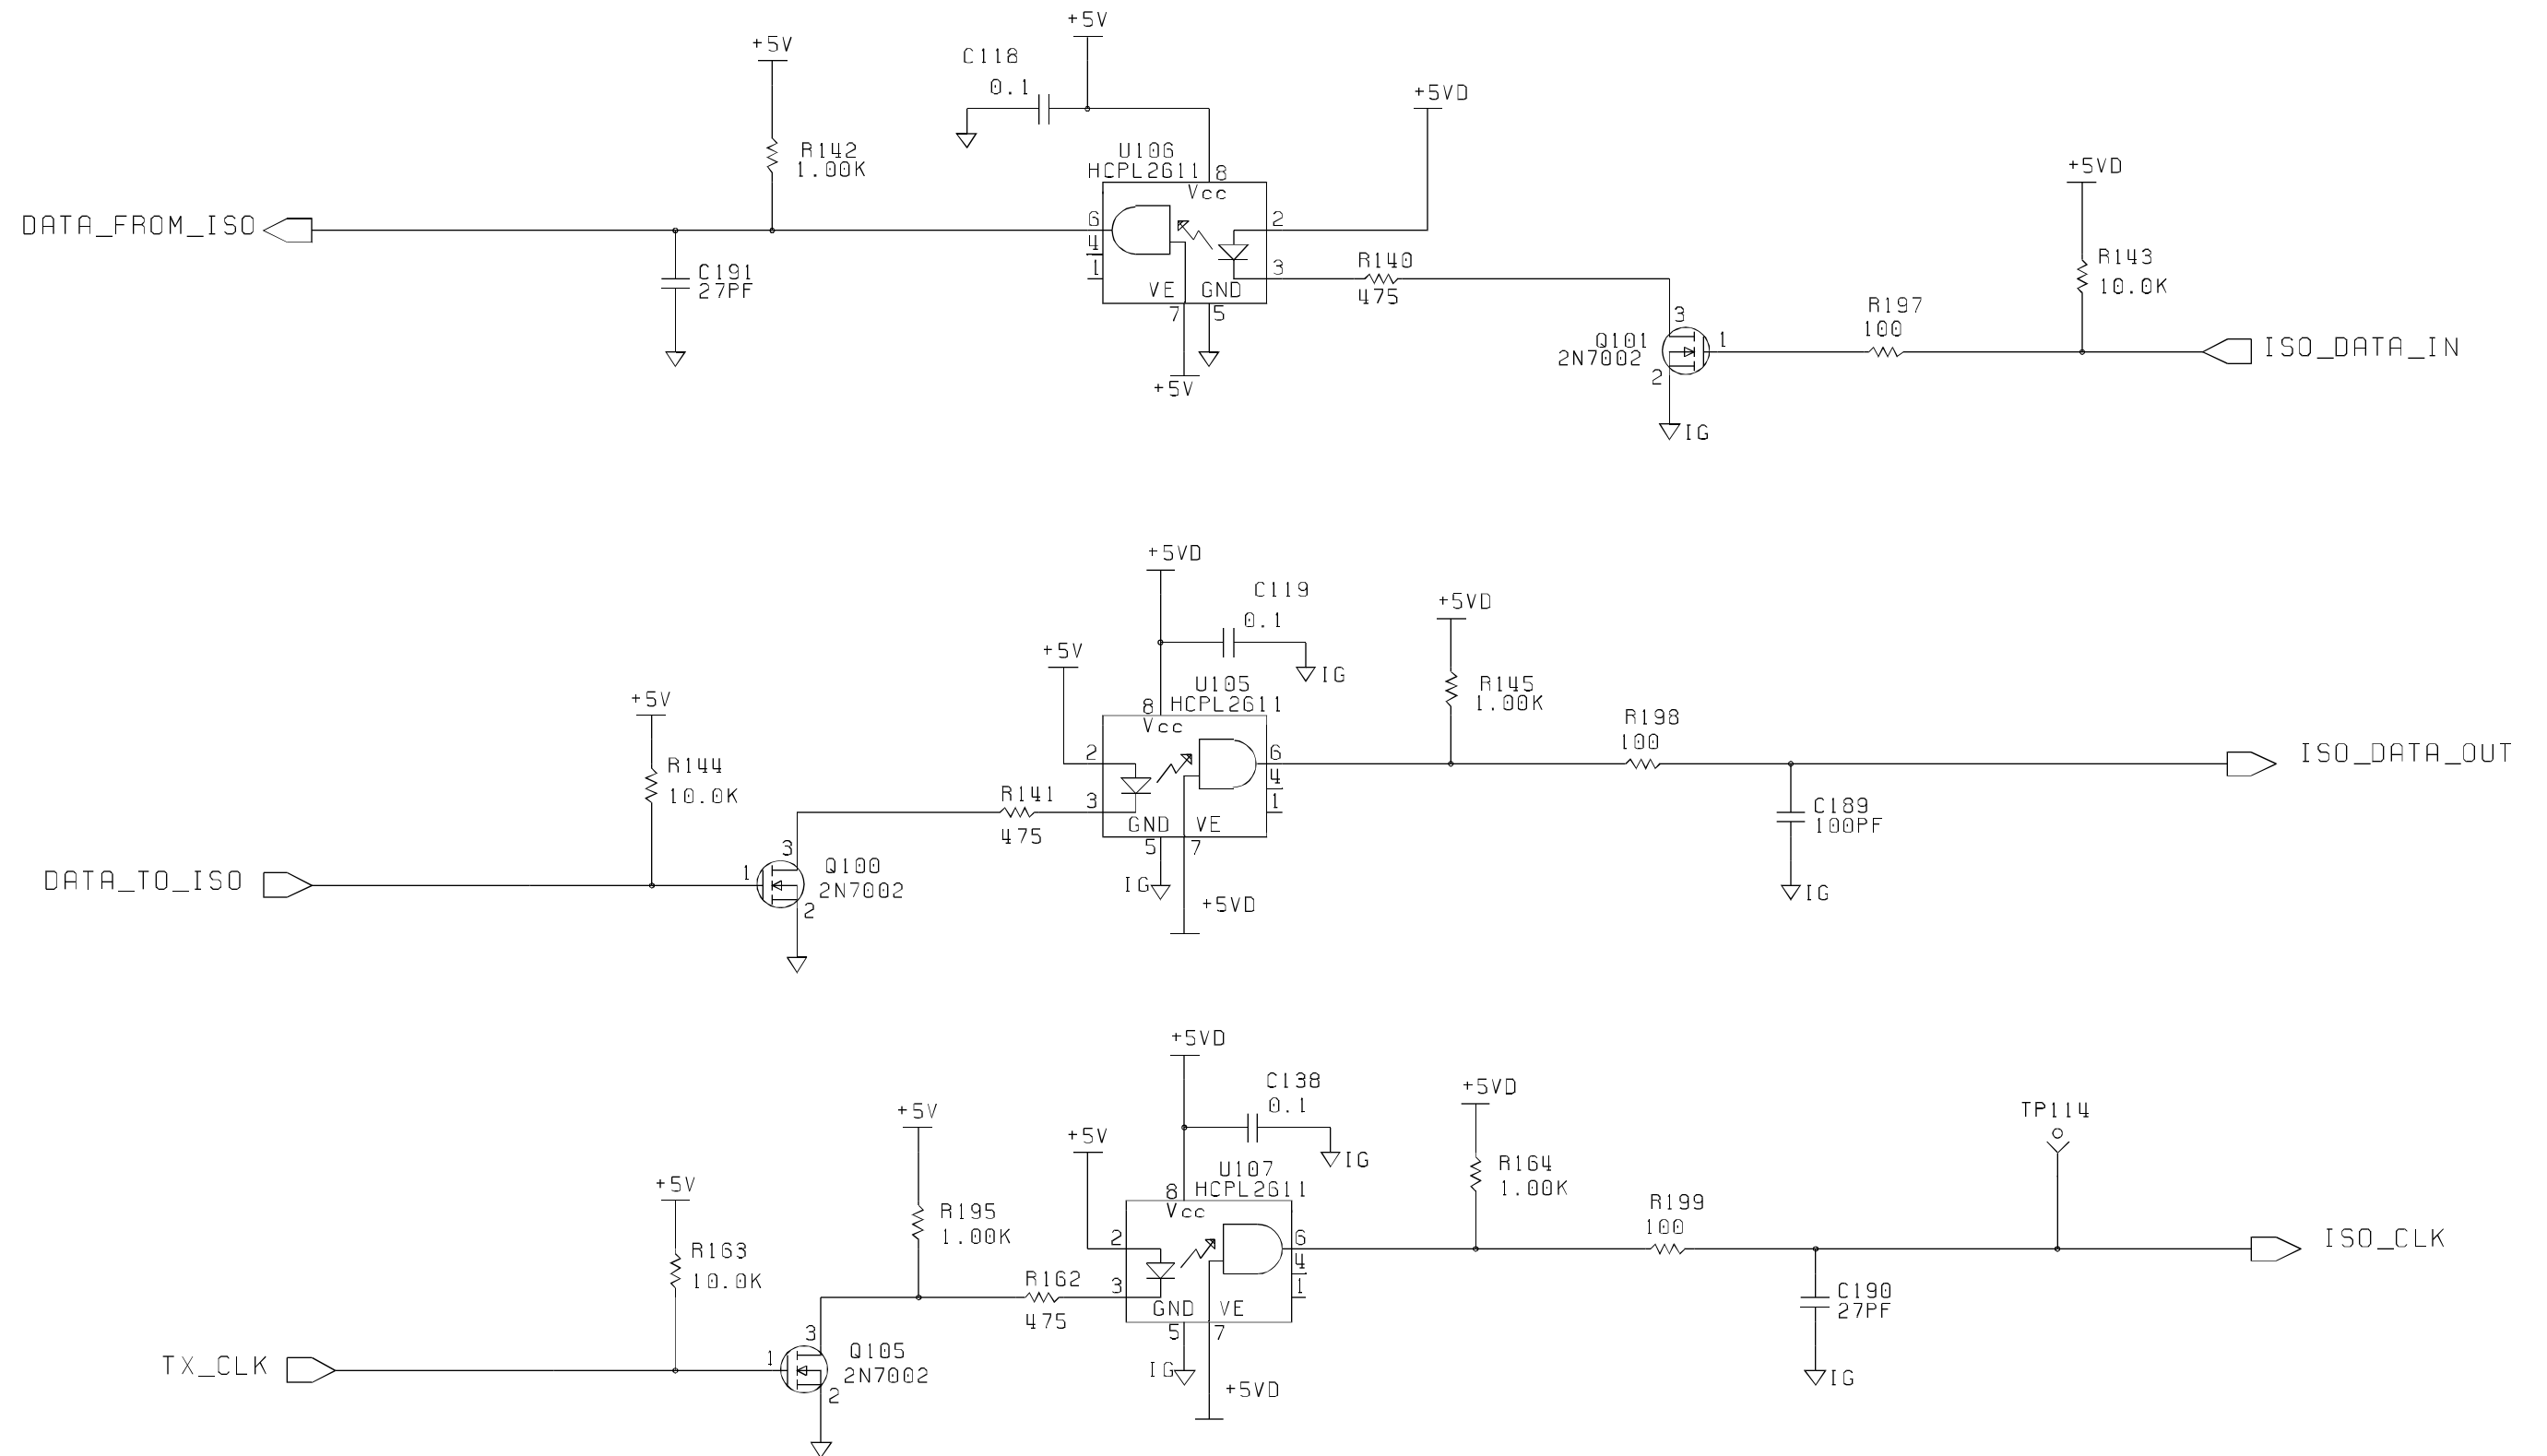 +5V
+5V
C118
0.1
+5VD
R142
1.00K
U106
HCPL2611
8
Vcc
+5VD
DATA_FROM_ISO
6
4
1
2
3
C191
27PF
VE
GND
7
5
R140
475
R143
10.0K
R197
100
3
Q101
2N7002
1
2
ISO_DATA_IN
+5V
IG
+5VD
C119
0.1
IG
+5VD
+5V
U105
HCPL2611
8
Vcc
R145
1.00K
+5V
R198
100
2
3
6
4
1
ISO_DATA_OUT
R144
10.0K
R141
475
GND
VE
5
7
C189
100PF
3
Q100
2N7002
1
2
DATA_TO_ISO
IG
+5VD
IG
+5VD
C138
0.1
IG
+5VD
+5V
+5V
TP114
U107
HCPL2611
8
Vcc
R164
1.00K
+5V
R195
1.00K
R199
100
2
3
6
4
1
ISO_CLK
R163
10.0K
R162
475
GND
VE
5
7
C190
27PF
3
Q105
2N7002
1
2
TX_CLK
IG
+5VD
IG